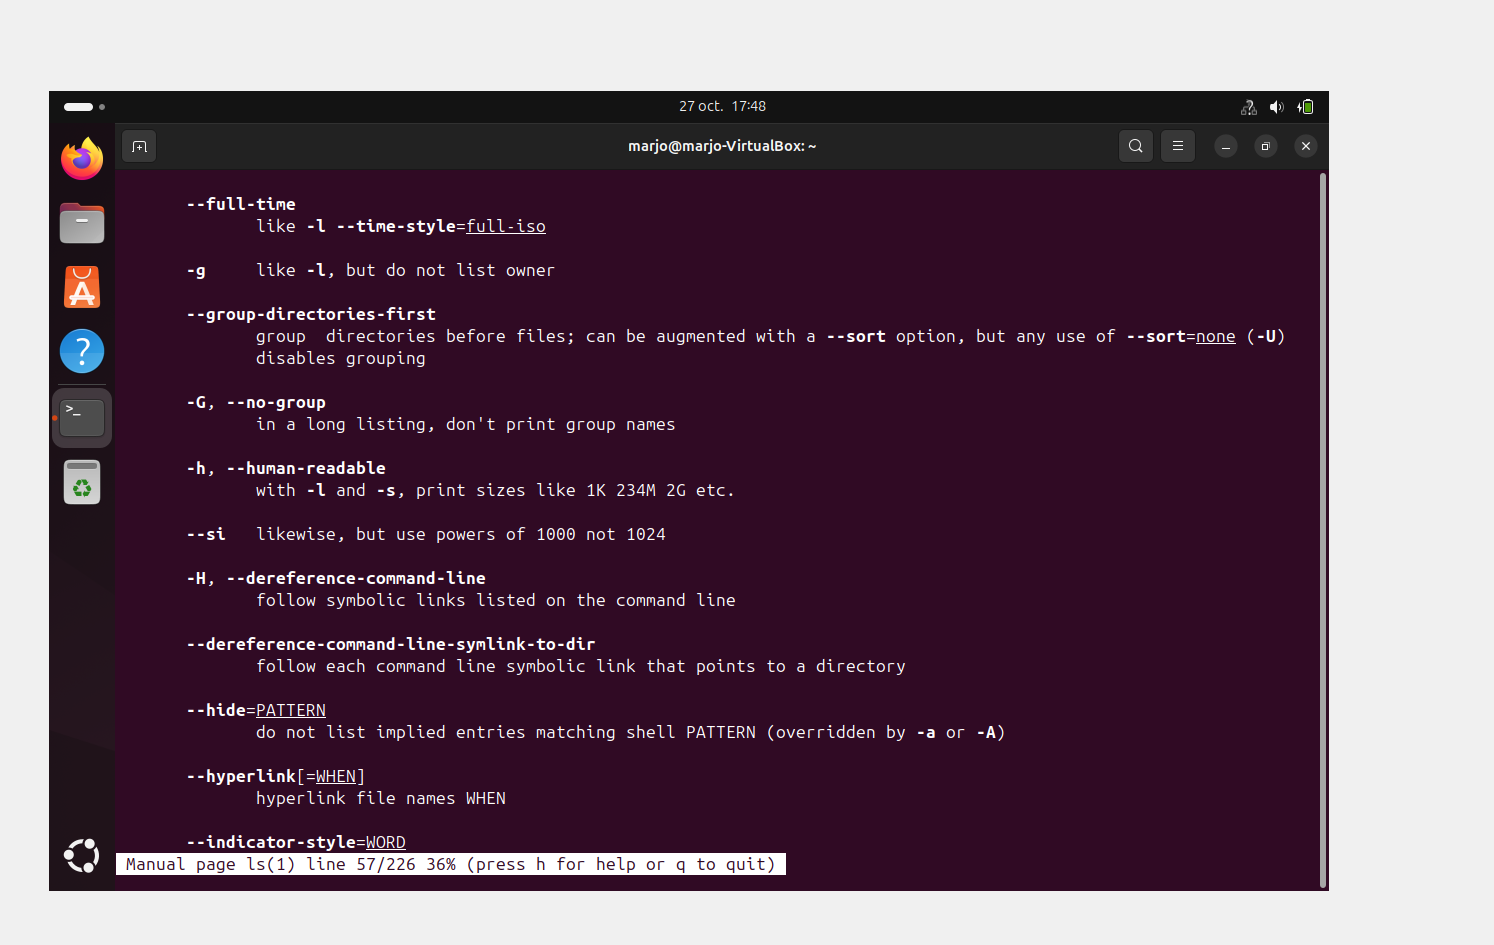 27 oct. 17:48
marjo@marjo-VirtualBox: ~
--full-time
like -l --time-style=full-iso
-g like -l, but do not list owner
--group-directories-first
group directories before files; can be augmented with a --sort option, but any use of --sort=none (-U)
disables grouping
-G, --no-group
in a long listing, don't print group names
-h, --human-readable
with -l and -s, print sizes like 1K 234M 2G etc.
--si likewise, but use powers of 1000 not 1024
-H, --dereference-command-line
follow symbolic links listed on the command line
--dereference-command-line-symlink-to-dir
follow each command line symbolic link that points to a directory
--hide=PATTERN
do not list implied entries matching shell PATTERN (overridden by -a or -A)
--hyperlink[=WHEN]
hyperlink file names WHEN
--indicator-style=WORD
Manual page ls(1) line 57/226 36% (press h for help or q to quit)